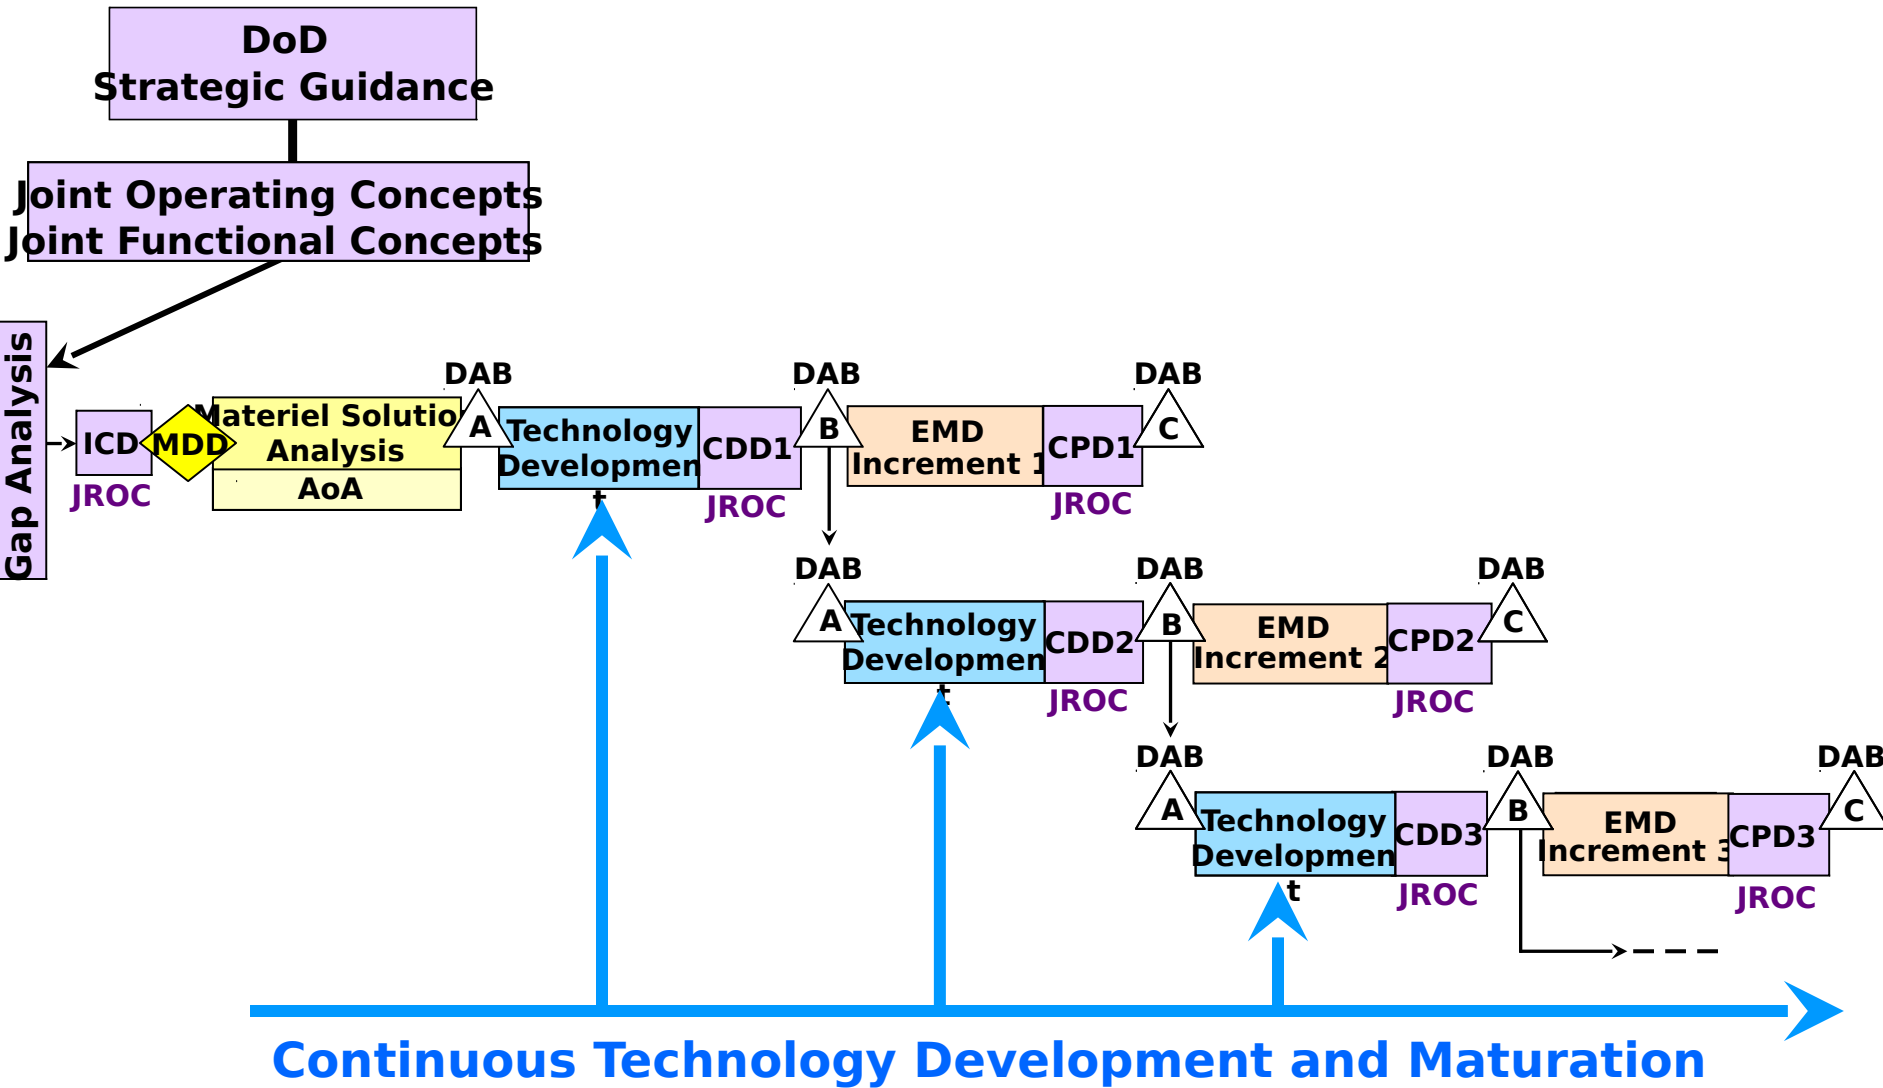 DoD
Strategic Guidance
Joint Operating Concepts
Joint Functional Concepts
Gap Analysis
ICD
JROC
MDD
Materiel Solutio
Analysis
AoA
DAB
A
Technology
Developmen
t
CDD1
JROC
DAB
B
EMD
Increment 1
CPD1
JROC
DAB
C
DAB
A
Technology
Developmen
t
CDD2
JROC
DAB
B
EMD
Increment 2
CPD2
JROC
DAB
C
DAB
A
Technology
Developmen
t
CDD3
JROC
DAB
B
EMD
Increment 3
CPD3
JROC
DAB
C
Continuous Technology Development and Maturation